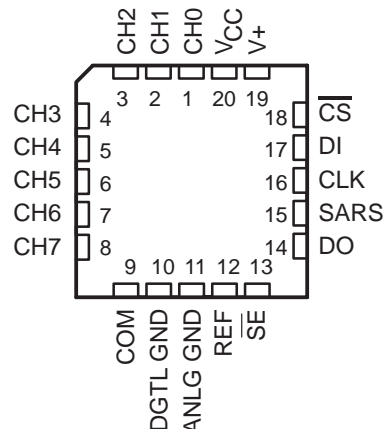 CH2 CH1 CH0 VCC V+
3 2 1 20 19
CH3 4 18 C̅S̅
CH4 5 17 DI
CH5 6 16 CLK
CH6 7 15 SARS
CH7 8 14 DO
9 10 11 12 13
COM DGTL GND ANLG GND REF S̅E̅